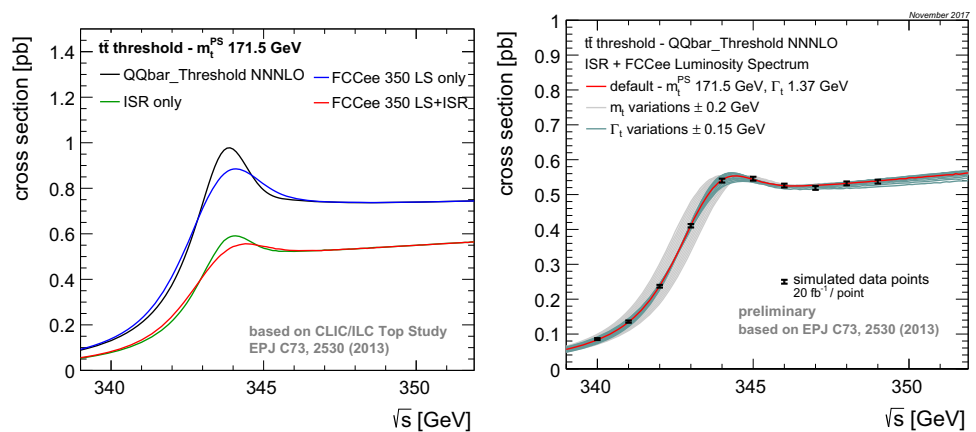 tt̄ threshold - m_t^PS 171.5 GeV
QQbar_Threshold NNNLO
FCCee 350 LS only
ISR only
FCCee 350 LS+ISR
cross section [pb]
1.4
1.2
1
0.8
0.6
0.4
0.2
0
based on CLIC/ILC Top Study
EPJ C73, 2530 (2013)
340
345
350
√s [GeV]
November 2017
tt̄ threshold - QQbar_Threshold NNNLO
ISR + FCCee Luminosity Spectrum
default - m_t^PS 171.5 GeV, Γ_t 1.37 GeV
m_t variations ± 0.2 GeV
Γ_t variations ± 0.15 GeV
cross section [pb]
1
0.9
0.8
0.7
0.6
0.5
0.4
0.3
0.2
0.1
0
simulated data points
20 fb⁻¹ / point
preliminary
based on EPJ C73, 2530 (2013)
340
345
350
√s [GeV]